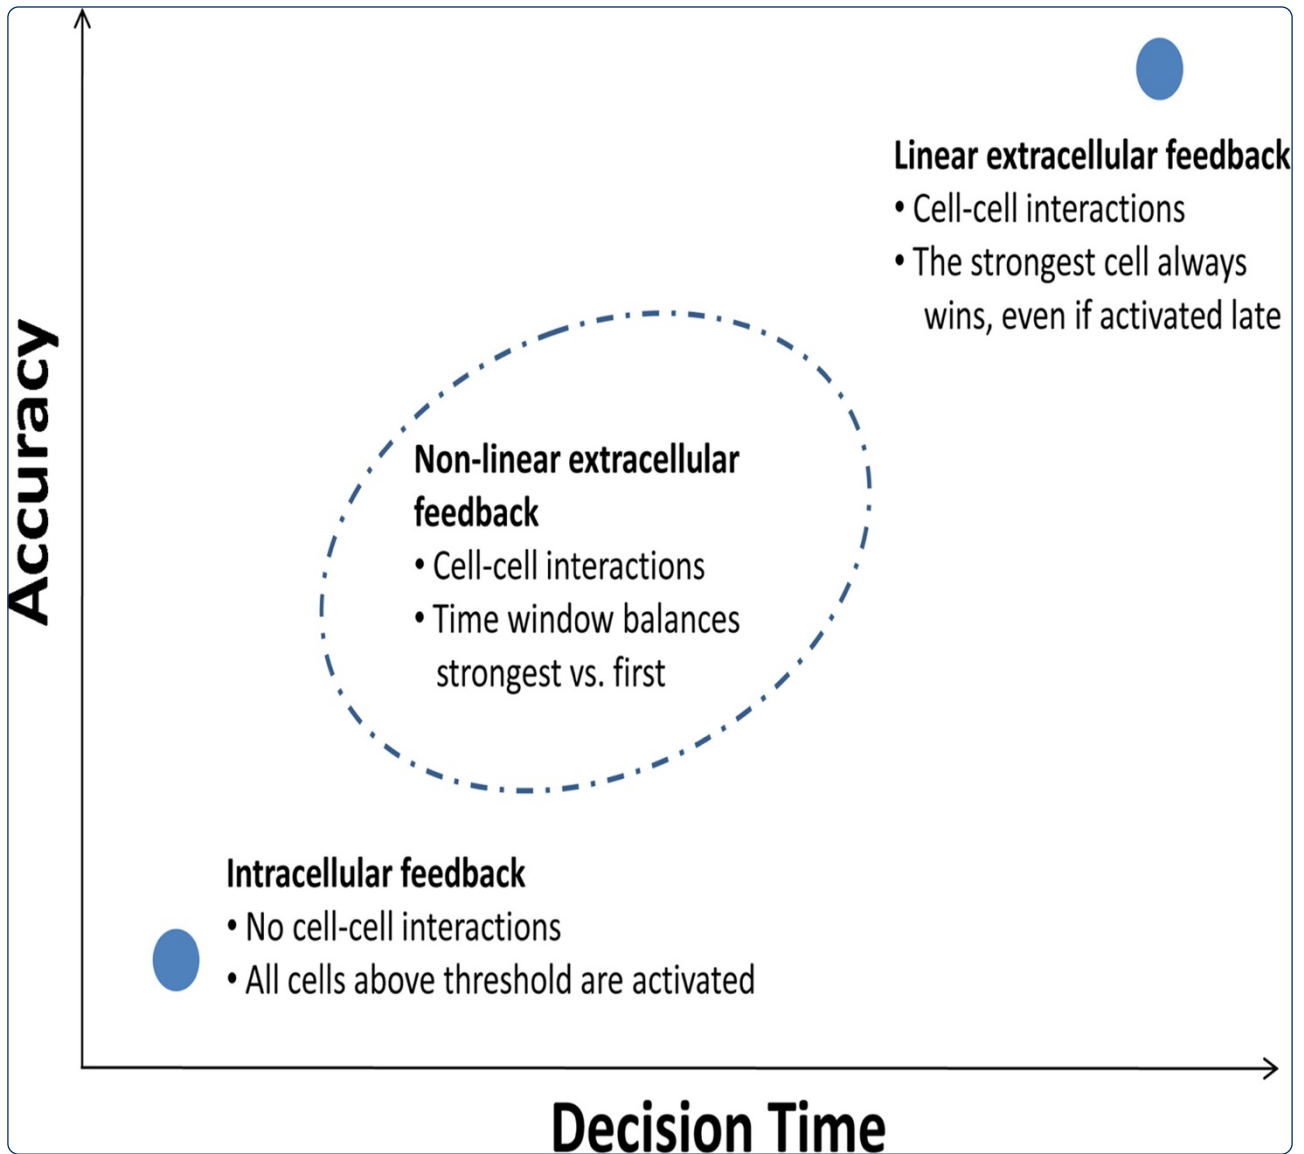 Linear extracellular feedback
• Cell-cell interactions
• The strongest cell always
wins, even if activated late
Accuracy
Non-linear extracellular
feedback
• Cell-cell interactions
• Time window balances
strongest vs. first
Intracellular feedback
• No cell-cell interactions
• All cells above threshold are activated
Decision Time